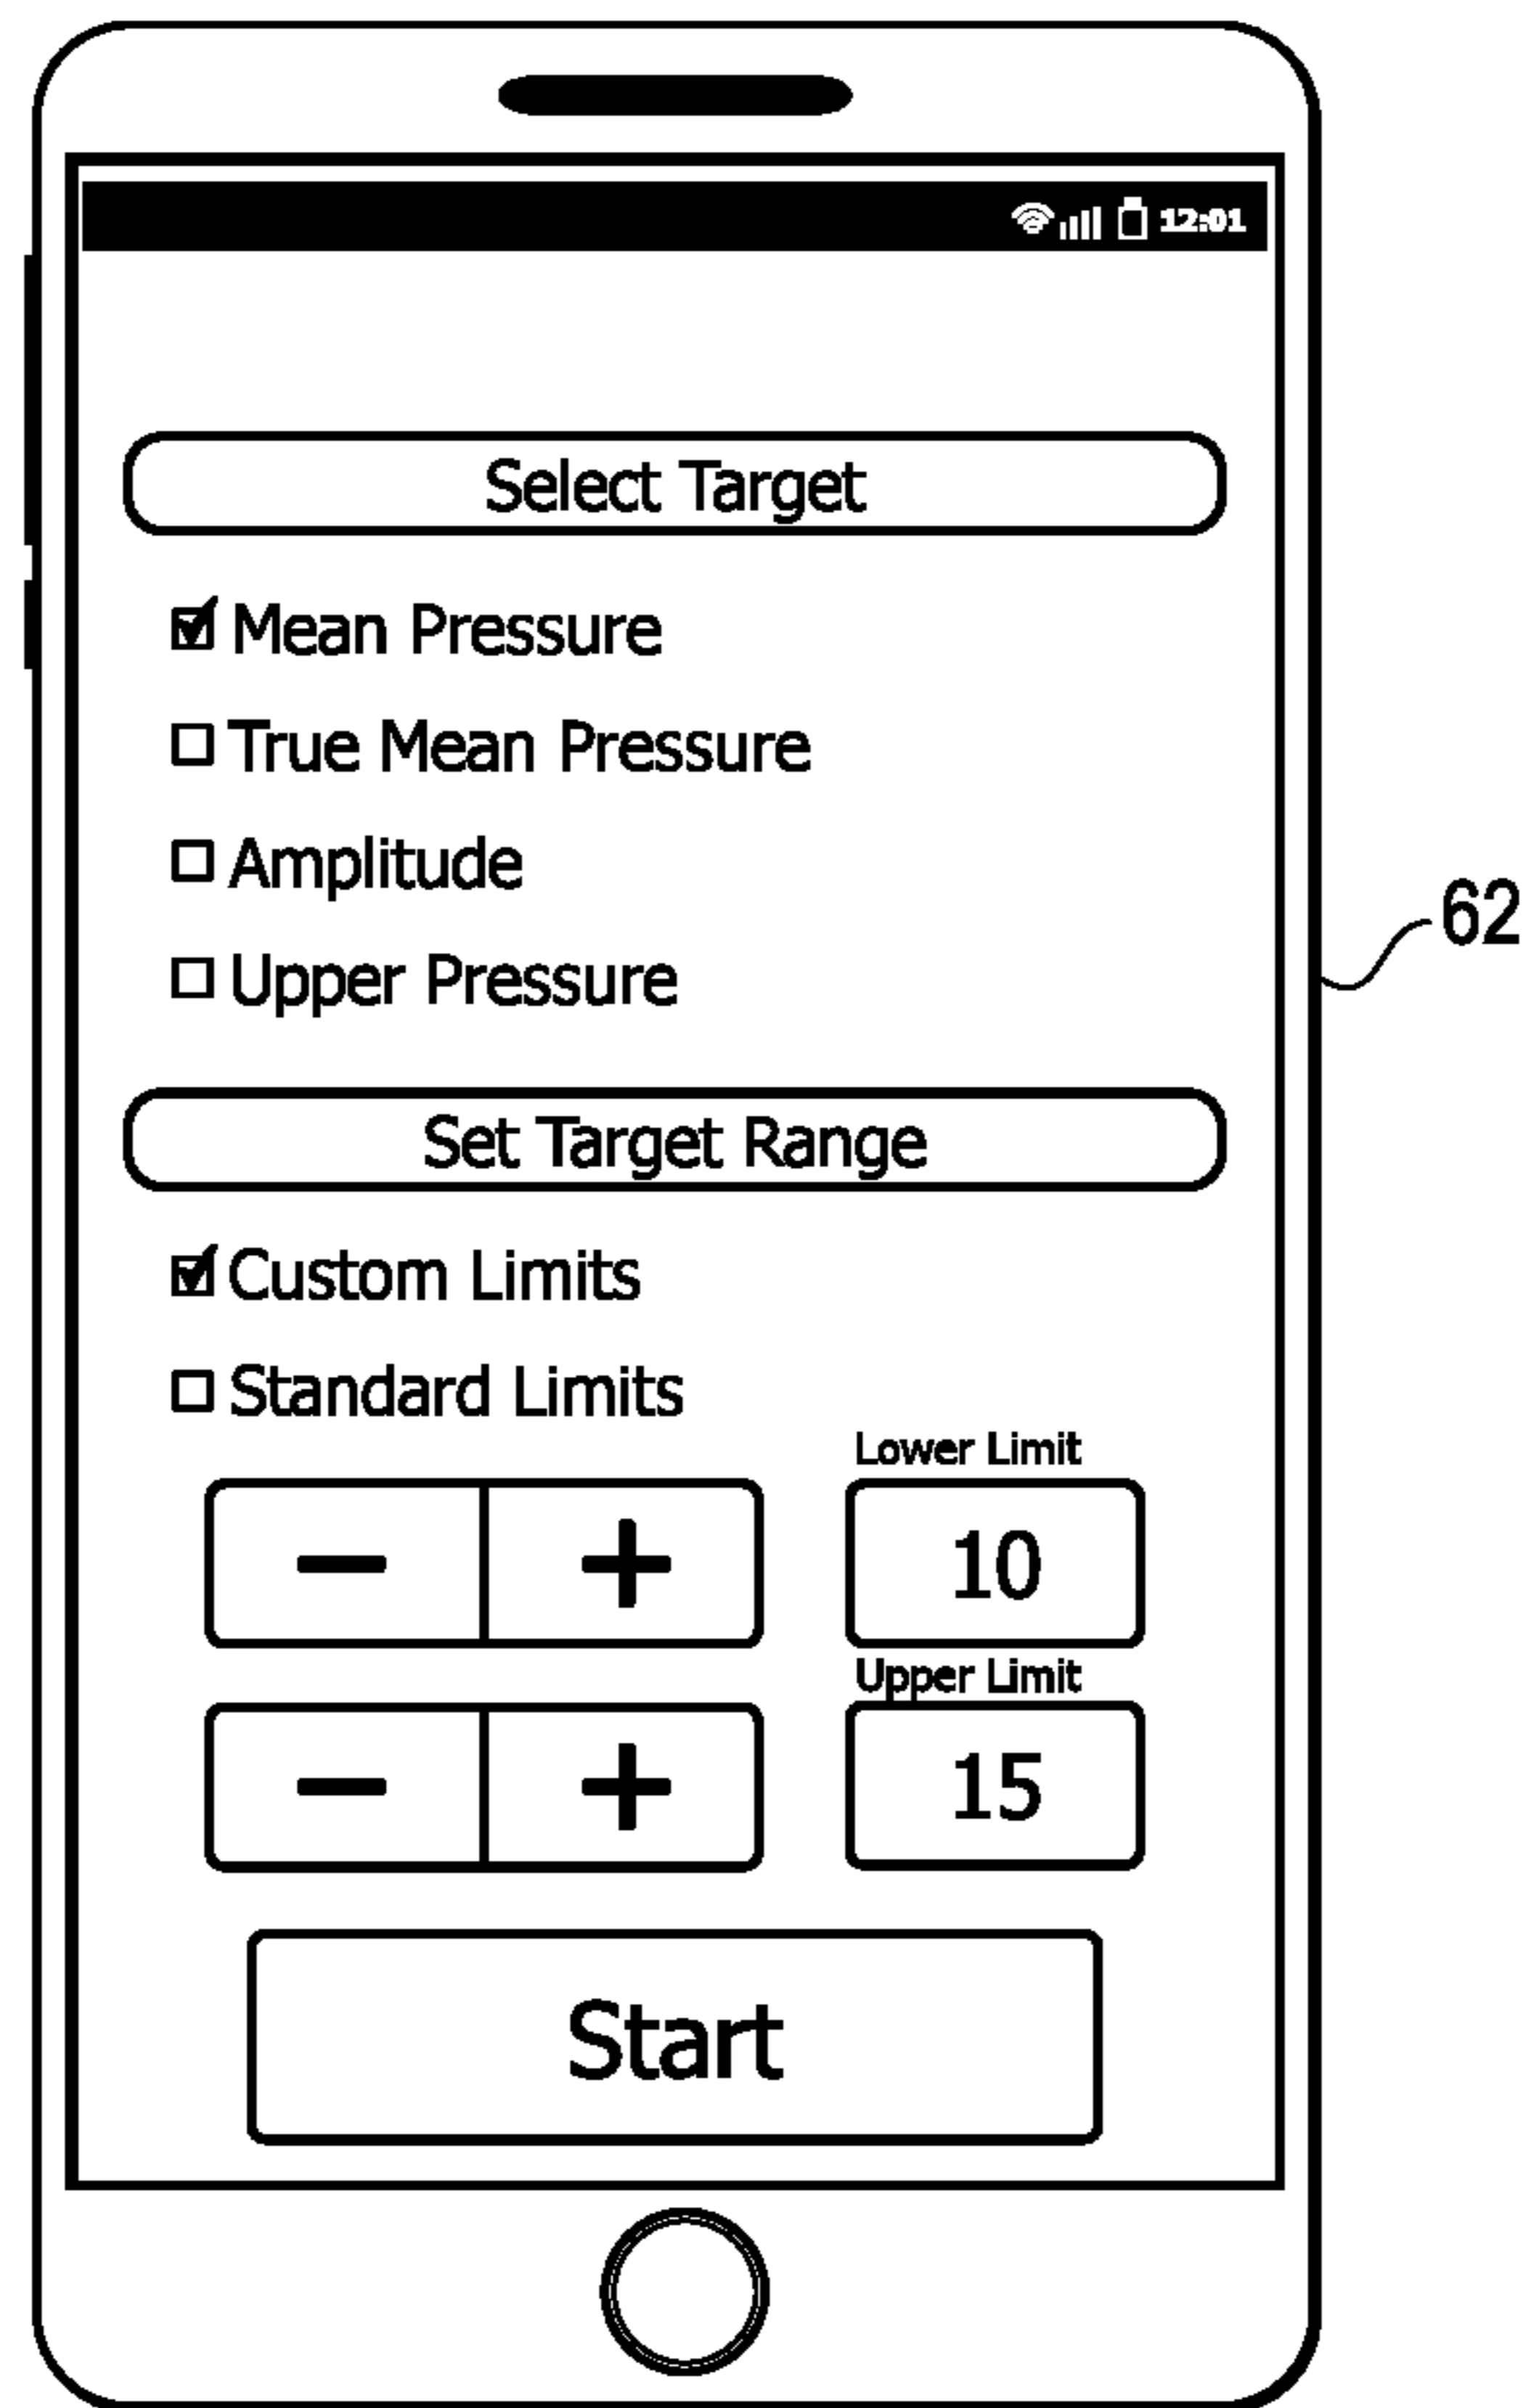 12:01
Select Target
Mean Pressure
True Mean Pressure
Amplitude
Upper Pressure
62
Set Target Range
Custom Limits
Standard Limits
Lower Limit
− + 10
Upper Limit
− + 15
Start